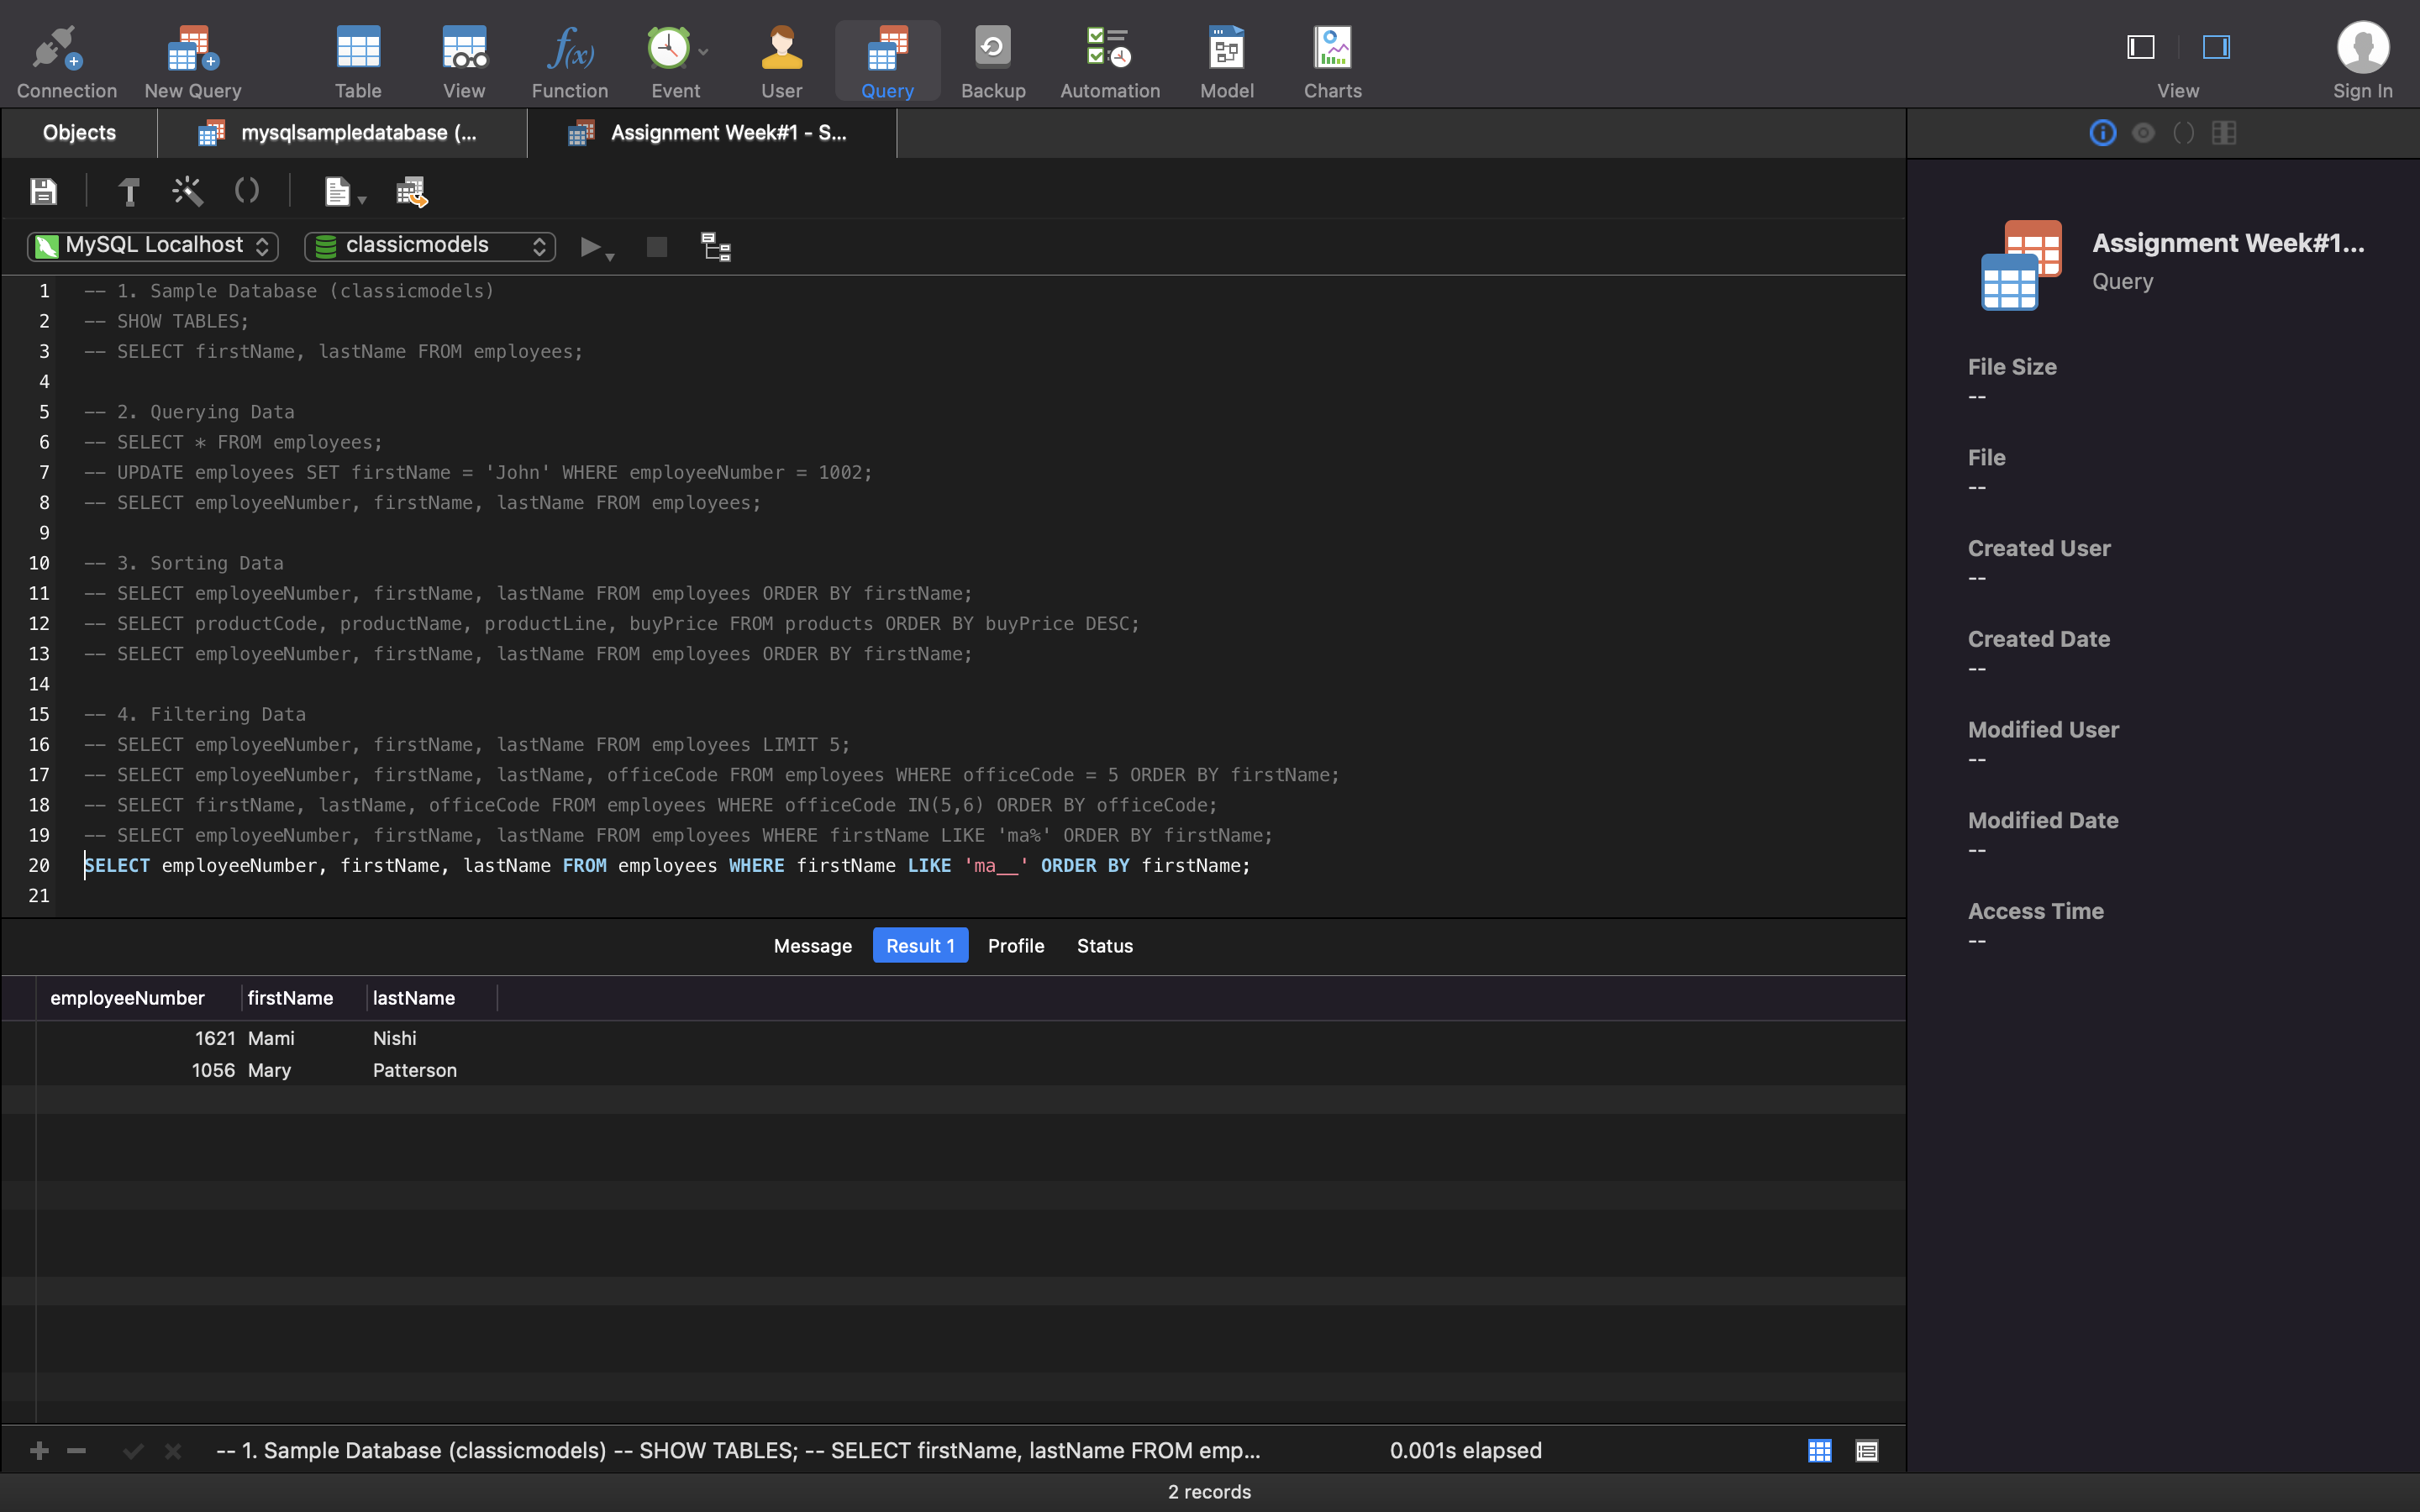 Connection New Query Table View Function Event User Query Backup Automation Model Charts View Sign In
Objects mysqlsampledatabase (... Assignment Week#1 - S...
MySQL Localhost classicmodels
1 -- 1. Sample Database (classicmodels)
2 -- SHOW TABLES;
3 -- SELECT firstName, lastName FROM employees;
4
5 -- 2. Querying Data
6 -- SELECT * FROM employees;
7 -- UPDATE employees SET firstName = 'John' WHERE employeeNumber = 1002;
8 -- SELECT employeeNumber, firstName, lastName FROM employees;
9
10 -- 3. Sorting Data
11 -- SELECT employeeNumber, firstName, lastName FROM employees ORDER BY firstName;
12 -- SELECT productCode, productName, productLine, buyPrice FROM products ORDER BY buyPrice DESC;
13 -- SELECT employeeNumber, firstName, lastName FROM employees ORDER BY firstName;
14
15 -- 4. Filtering Data
16 -- SELECT employeeNumber, firstName, lastName FROM employees LIMIT 5;
17 -- SELECT employeeNumber, firstName, lastName, officeCode FROM employees WHERE officeCode = 5 ORDER BY firstName;
18 -- SELECT firstName, lastName, officeCode FROM employees WHERE officeCode IN(5,6) ORDER BY officeCode;
19 -- SELECT employeeNumber, firstName, lastName FROM employees WHERE firstName LIKE 'ma%' ORDER BY firstName;
20 SELECT employeeNumber, firstName, lastName FROM employees WHERE firstName LIKE 'ma__' ORDER BY firstName;
21
Message Result 1 Profile Status
employeeNumber firstName lastName
1621 Mami Nishi
1056 Mary Patterson
-- 1. Sample Database (classicmodels) -- SHOW TABLES; -- SELECT firstName, lastName FROM emp... 0.001s elapsed
2 records
Assignment Week#1...
Query
File Size
--
File
--
Created User
--
Created Date
--
Modified User
--
Modified Date
--
Access Time
--